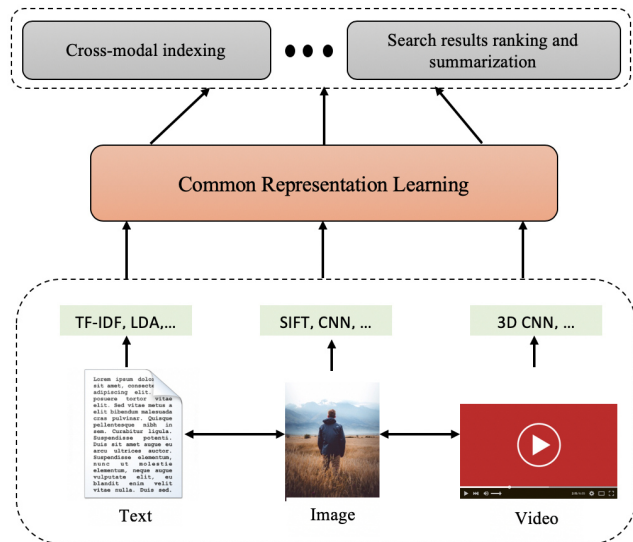 Cross-modal indexing
Search results ranking and
summarization
Common Representation Learning
TF-IDF, LDA,...
SIFT, CNN, ...
3D CNN, ...
Lorem ipsum dolo
sit amet, consecte
adipiscing elit.
posuere tortor vitae
elit. Sed vitae metus a
elit bibendum malesuada
cras pulvinar. Quisque
pellentesque nibh in
sem. Curabitur ligula.
Suspendisse potenti.
Duis sit amet augue eu
arcu ultrices auctor.
Suspendisse elementum,
nunc ut molestie
elementum, neque augue
vulputate elit, eu
blandit enim velit
vitae nulla. Duis sed.
Text
Image
Video